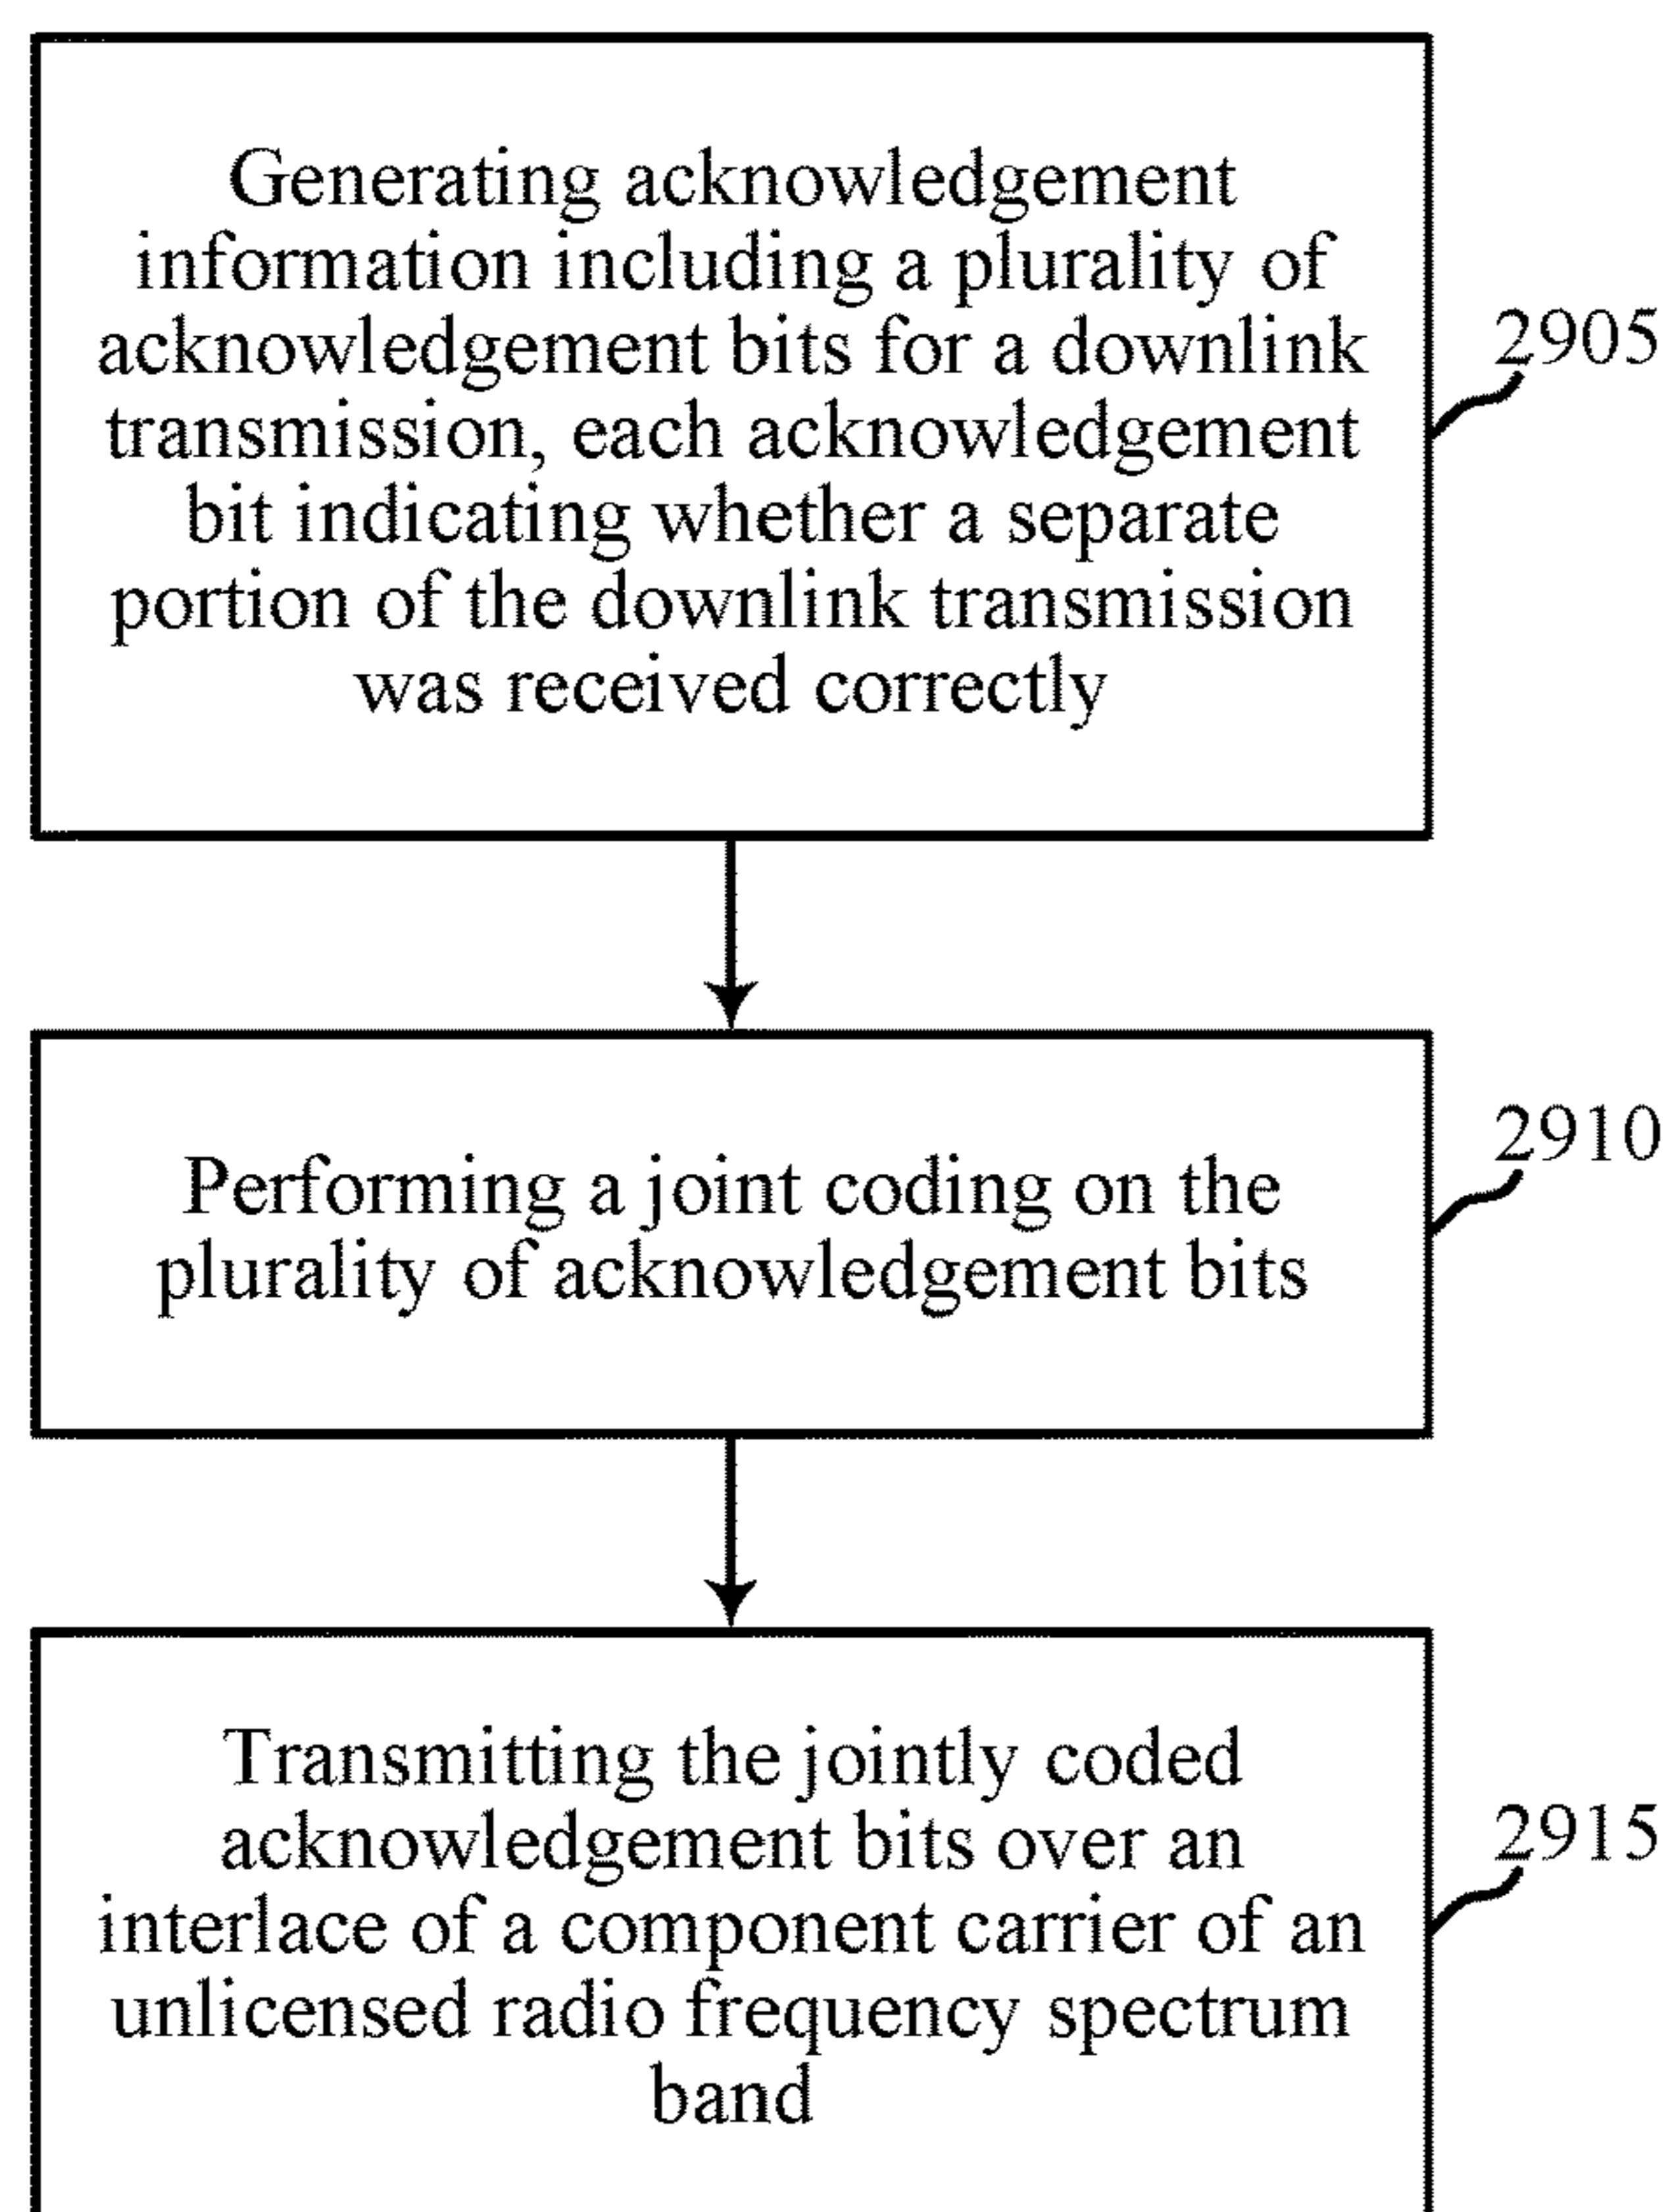 Generating acknowledgement
information including a plurality of
acknowledgement bits for a downlink
transmission, each acknowledgement
bit indicating whether a separate
portion of the downlink transmission
was received correctly
2905
Performing a joint coding on the
plurality of acknowledgement bits
2910
Transmitting the jointly coded
acknowledgement bits over an
interlace of a component carrier of an
unlicensed radio frequency spectrum
band
2915